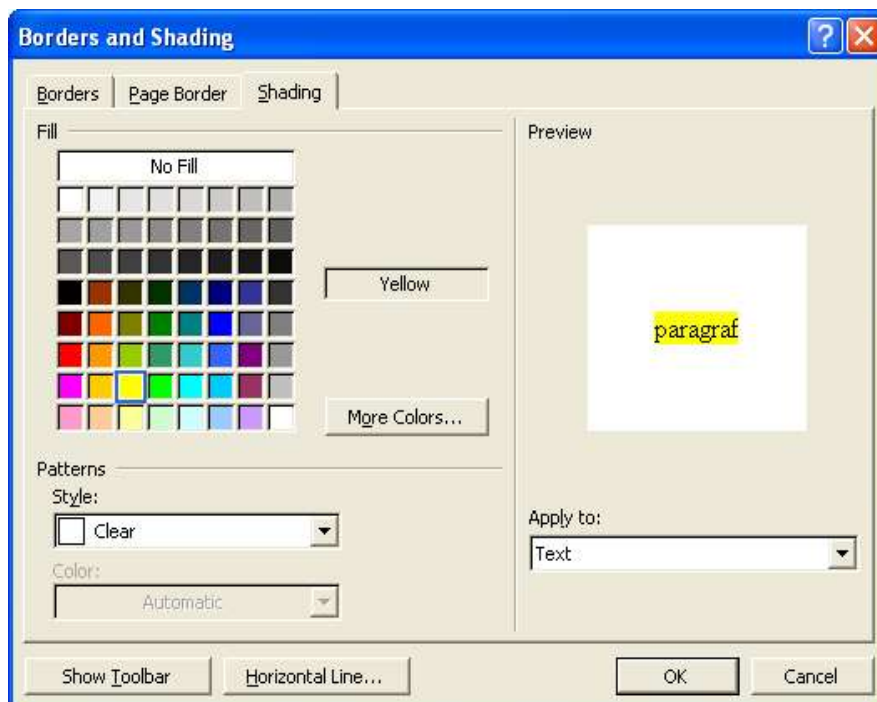 Borders and Shading
Borders
Page Border
Shading
Fill
No Fill
Yellow
More Colors...
Patterns
Style:
Clear
Color:
Automatic
Preview
paragraf
Apply to:
Text
Show Toolbar
Horizontal Line...
OK
Cancel